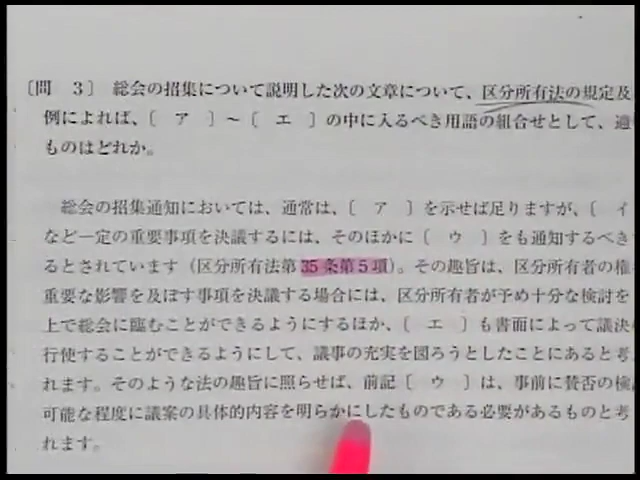 〔問 3〕 総会の招集について説明した次の文章について、区分所有法の規定及
例によれば、〔 ア 〕～〔 エ 〕の中に入るべき用語の組合せとして、適
ものはどれか。
総会の招集通知においては、通常は、〔 ア 〕を示せば足りますが、〔 イ
など一定の重要事項を決議するには、そのほかに〔 ウ 〕をも通知するべき
るとされています（区分所有法第35条第5項）。その趣旨は、区分所有者の権
重要な影響を及ぼす事項を決議する場合には、区分所有者が予め十分な検討を
上で総会に臨むことができるようにするほか、〔 エ 〕も書面によって議決
行使することができるようにして、議事の充実を図ろうとしたことにあると考
れます。そのような法の趣旨に照らせば、前記〔 ウ 〕は、事前に賛否の検
可能な程度に議案の具体的内容を明らかにしたものである必要があるものと考
れます。